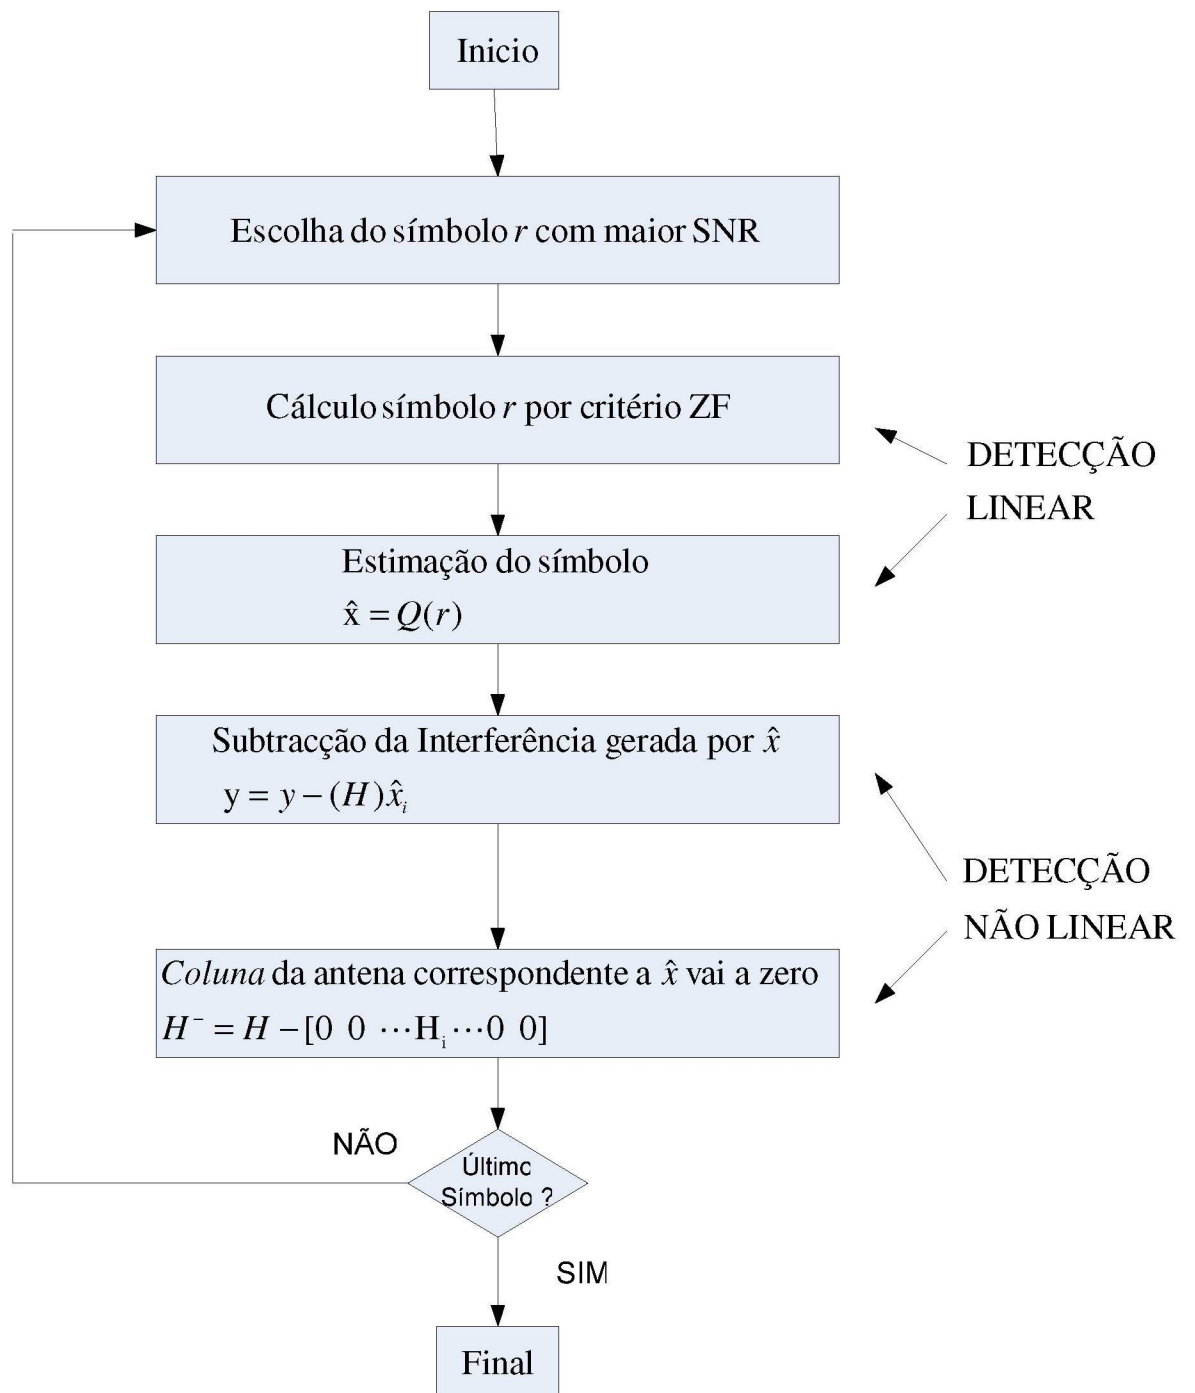 Inicio
Escolha do símbolo r com maior SNR
Cálculo símbolo r por critério ZF
DETECÇÃO
LINEAR
Estimação do símbolo
x̂ = Q(r)
Subtracção da Interferência gerada por x̂
y = y − (H)x̂ᵢ
DETECÇÃO
NÃO LINEAR
Coluna da antena correspondente a x̂ vai a zero
H⁻ = H − [0 0 ⋯Hᵢ⋯0 0]
NÃO
Último
Símbolo ?
SIM
Final